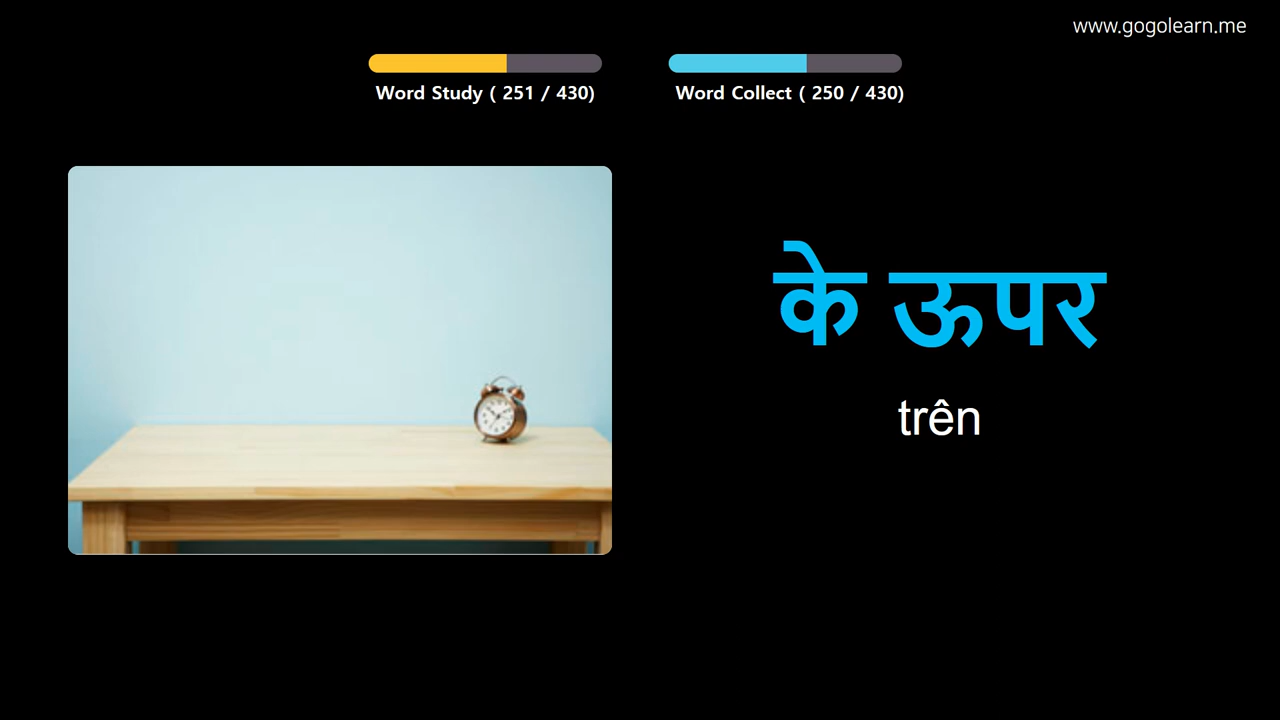 www.gogolearn.me
Word Study ( 251 / 430)
Word Collect ( 250 / 430)
के ऊपर
trên